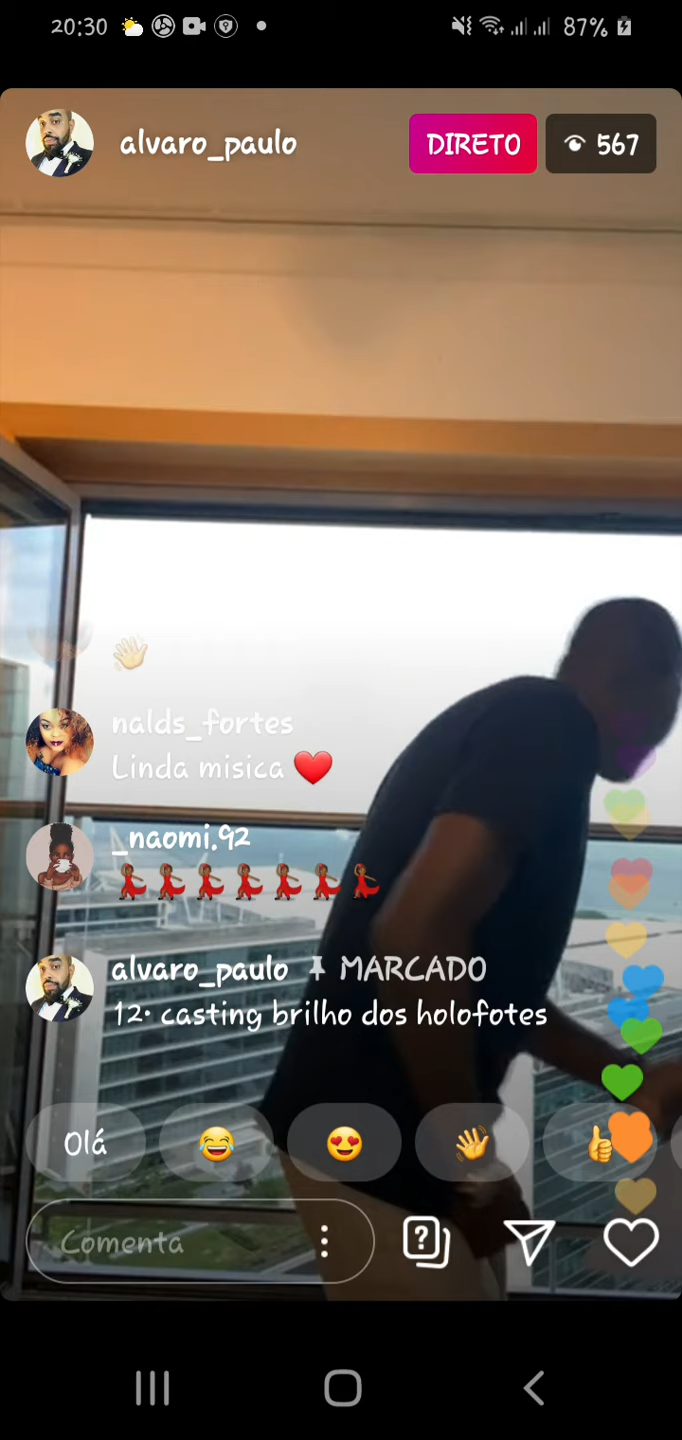 20:30
87%
alvaro_paulo
DIRETO
567
nalds_fortes
Linda misica
_naomi.92
alvaro_paulo MARCADO
12• casting brilho dos holofotes
Olá
Comenta